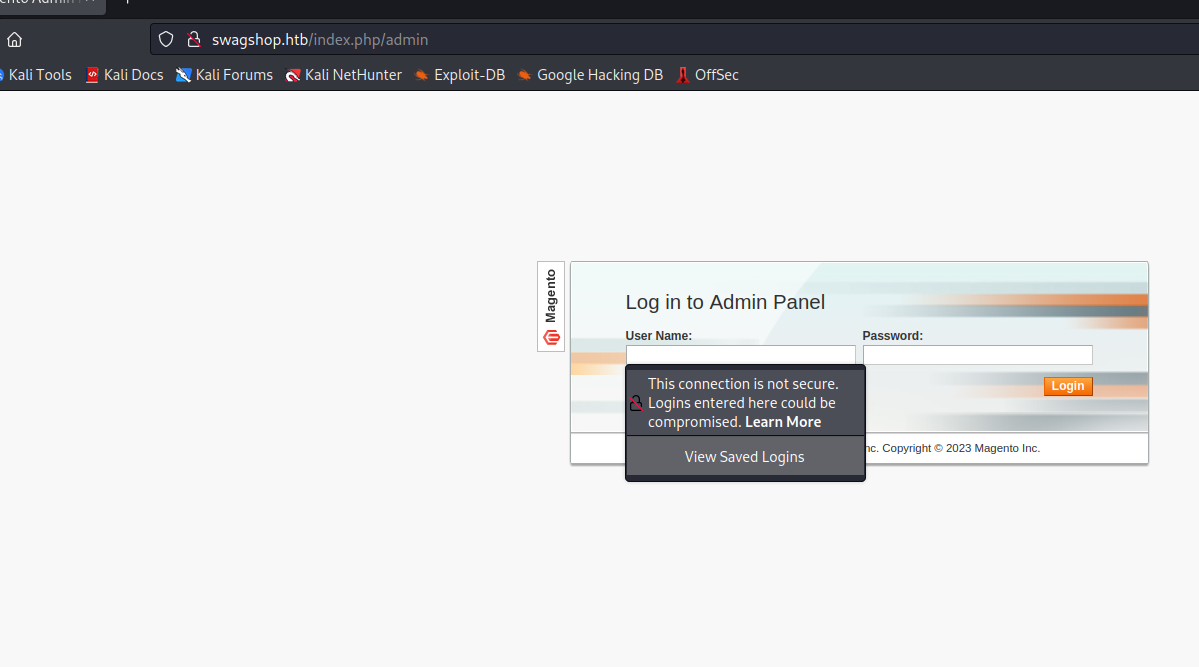 Magento Admin
swagshop.htb/index.php/admin
Kali Tools Kali Docs Kali Forums Kali NetHunter Exploit-DB Google Hacking DB OffSec
Magento
Log in to Admin Panel
User Name: Password:
This connection is not secure.
Logins entered here could be
compromised. Learn More
Login
View Saved Logins
Copyright © 2023 Magento Inc.